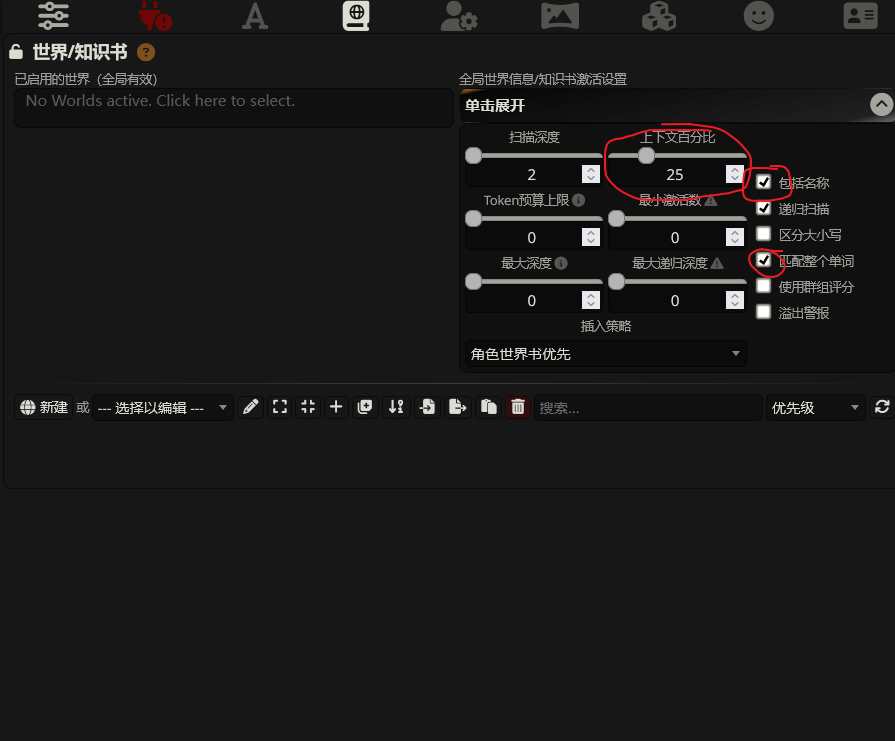 世界/知识书 ?
已启用的世界（全局有效）
No Worlds active. Click here to select.
全局世界信息/知识书激活设置
单击展开
扫描深度
2
上下文百分比
25
Token预算上限
0
最小激活数
0
最大深度
0
最大递归深度
0
包括名称
递归扫描
区分大小写
匹配整个单词
使用群组评分
溢出警报
插入策略
角色世界书优先
新建 或 --- 选择以编辑 --- 搜索... 优先级